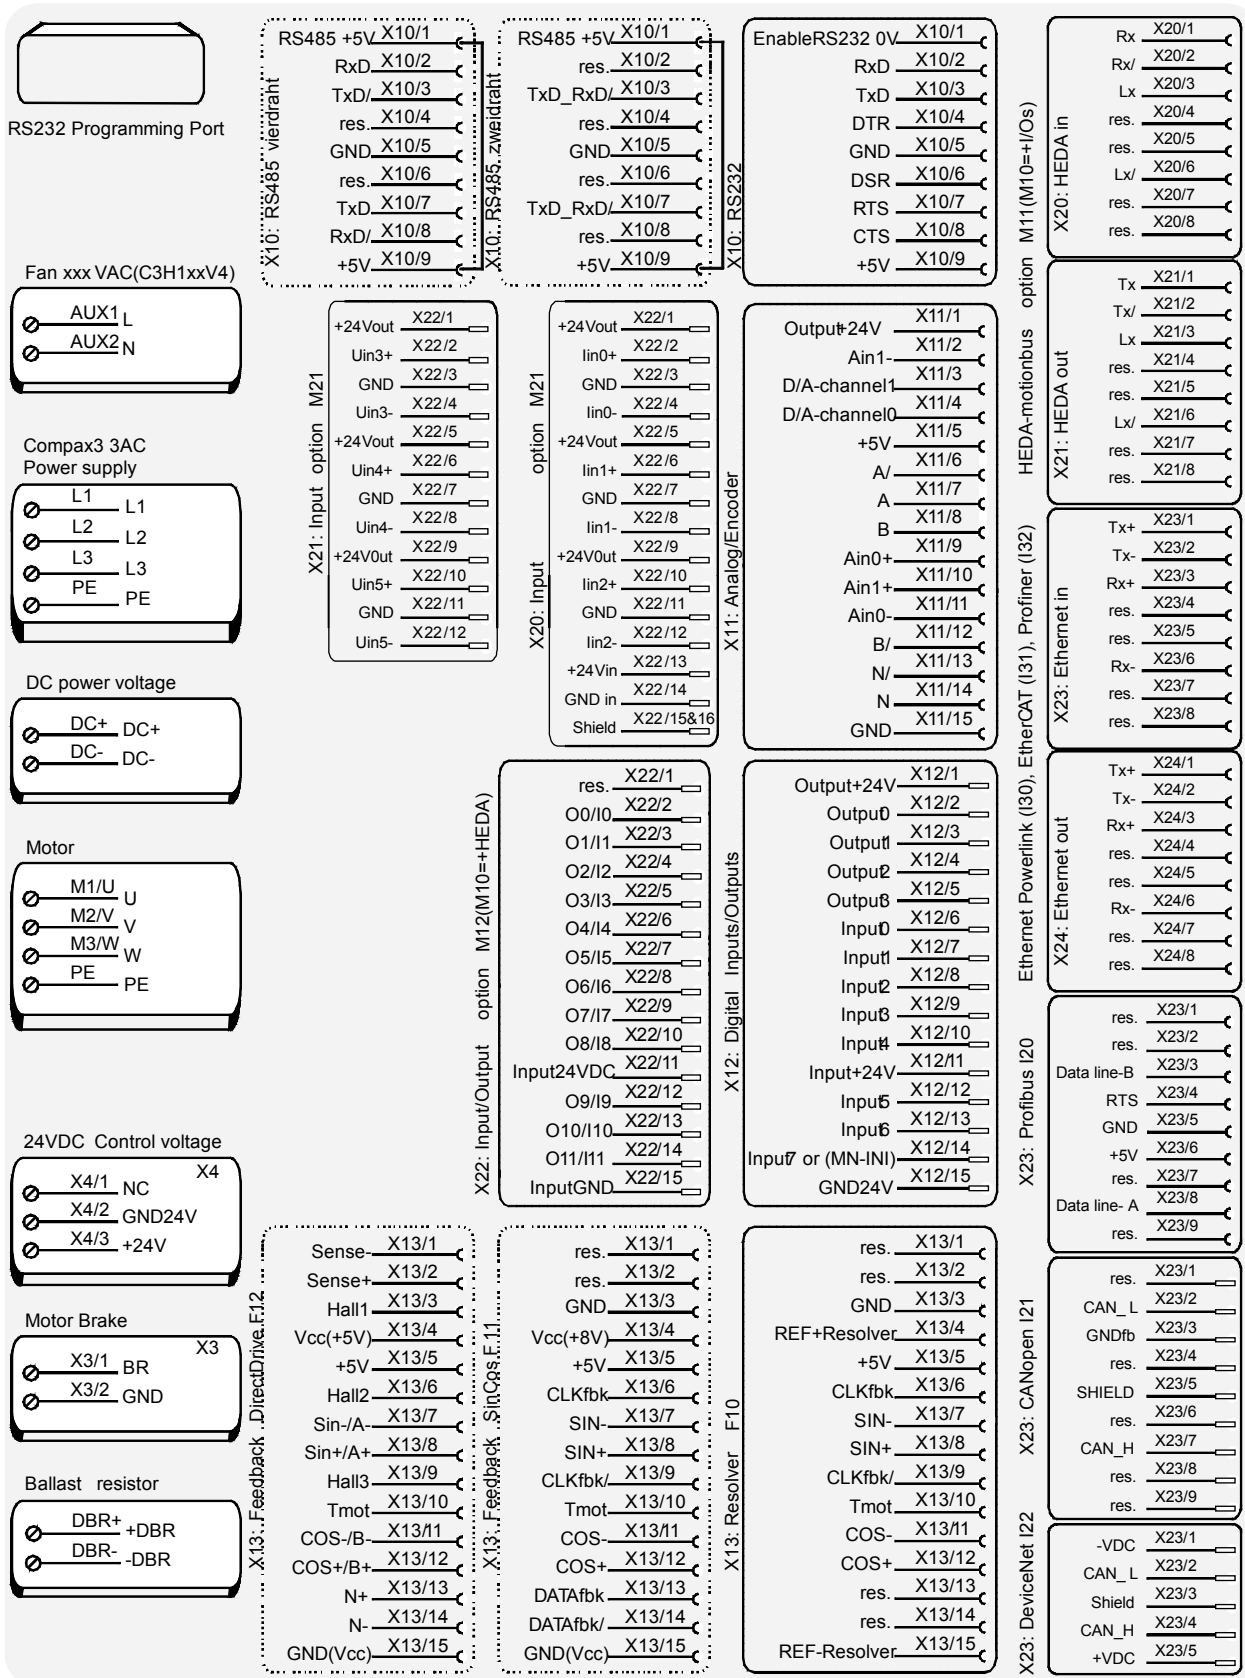 RS232 Programming Port
Fan xxx VAC(C3H1xxV4)
AUX1 L
AUX2 N
Compax3 3AC
Power supply
L1 L1
L2 L2
L3 L3
PE PE
DC power voltage
DC+ DC+
DC- DC-
Motor
M1/U U
M2/V V
M3/W W
PE PE
24VDC Control voltage
X4
X4/1 NC
X4/2 GND24V
X4/3 +24V
Motor Brake
X3
X3/1 BR
X3/2 GND
Ballast resistor
DBR+ +DBR
DBR- -DBR
X10: RS485 vierdraht
RS485 +5V X10/1
RxD X10/2
TxD/ X10/3
res. X10/4
GND X10/5
res. X10/6
TxD X10/7
RxD/ X10/8
+5V X10/9
X10: RS485 zweidraht
RS485 +5V X10/1
res. X10/2
TxD_RxD/ X10/3
res. X10/4
GND X10/5
res. X10/6
TxD_RxD/ X10/7
res. X10/8
+5V X10/9
X10: RS232
EnableRS232 0V X10/1
RxD X10/2
TxD X10/3
DTR X10/4
GND X10/5
DSR X10/6
RTS X10/7
CTS X10/8
+5V X10/9
X21: Input option M21
+24Vout X22/1
Uin3+ X22/2
GND X22/3
Uin3- X22/4
+24Vout X22/5
Uin4+ X22/6
GND X22/7
Uin4- X22/8
+24V0ut X22/9
Uin5+ X22/10
GND X22/11
Uin5- X22/12
X20: Input option M21
+24Vout X22/1
Iin0+ X22/2
GND X22/3
Iin0- X22/4
+24Vout X22/5
Iin1+ X22/6
GND X22/7
Iin1- X22/8
+24V0ut X22/9
Iin2+ X22/10
GND X22/11
Iin2- X22/12
+24Vin X22/13
GND in X22/14
Shield X22/15&16
X11: Analog/Encoder
Output+24V X11/1
Ain1- X11/2
D/A-channel1 X11/3
D/A-channel0 X11/4
+5V X11/5
A/ X11/6
A X11/7
B X11/8
Ain0+ X11/9
Ain1+ X11/10
Ain0- X11/11
B/ X11/12
N/ X11/13
N X11/14
GND X11/15
X22: Input/Output option M12(M10=+HEDA)
res. X22/1
O0/I0 X22/2
O1/I1 X22/3
O2/I2 X22/4
O3/I3 X22/5
O4/I4 X22/6
O5/I5 X22/7
O6/I6 X22/8
O7/I7 X22/9
O8/I8 X22/10
Input24VDC X22/11
O9/I9 X22/12
O10/I10 X22/13
O11/I11 X22/14
InputGND X22/15
X12: Digital Inputs/Outputs
Output+24V X12/1
Output0 X12/2
Output1 X12/3
Output2 X12/4
Output3 X12/5
Input0 X12/6
Input1 X12/7
Input2 X12/8
Input3 X12/9
Input4 X12/10
Input+24V X12/11
Input5 X12/12
Input6 X12/13
Input7 or (MN-INI) X12/14
GND24V X12/15
X13: Feedback DirectDrive F12
Sense- X13/1
Sense+ X13/2
Hall1 X13/3
Vcc(+5V) X13/4
+5V X13/5
Hall2 X13/6
Sin-/A- X13/7
Sin+/A+ X13/8
Hall3 X13/9
Tmot X13/10
COS-/B- X13/11
COS+/B+ X13/12
N+ X13/13
N- X13/14
GND(Vcc) X13/15
X13: Feedback SinCos F 11
res. X13/1
res. X13/2
GND X13/3
Vcc(+8V) X13/4
+5V X13/5
CLKfbk X13/6
SIN- X13/7
SIN+ X13/8
CLKfbk/ X13/9
Tmot X13/10
COS- X13/11
COS+ X13/12
DATAfbk X13/13
DATAfbk/ X13/14
GND(Vcc) X13/15
X13: Resolver F10
res. X13/1
res. X13/2
GND X13/3
REF+Resolver X13/4
+5V X13/5
CLKfbk X13/6
SIN- X13/7
SIN+ X13/8
CLKfbk/ X13/9
Tmot X13/10
COS- X13/11
COS+ X13/12
res. X13/13
res. X13/14
REF-Resolver X13/15
HEDA-motionbus option M11(M10=+I/Os)
X20: HEDA in
Rx X20/1
Rx/ X20/2
Lx X20/3
res. X20/4
res. X20/5
Lx/ X20/6
res. X20/7
res. X20/8
X21: HEDA out
Tx X21/1
Tx/ X21/2
Lx X21/3
res. X21/4
res. X21/5
Lx/ X21/6
res. X21/7
res. X21/8
Ethernet Powerlink (I30), EtherCAT (I31), Profiner (I32)
X23: Ethernet in
Tx+ X23/1
Tx- X23/2
Rx+ X23/3
res. X23/4
res. X23/5
Rx- X23/6
res. X23/7
res. X23/8
X24: Ethernet out
Tx+ X24/1
Tx- X24/2
Rx+ X24/3
res. X24/4
res. X24/5
Rx- X24/6
res. X24/7
res. X24/8
X23: Profibus I20
res. X23/1
res. X23/2
Data line-B X23/3
RTS X23/4
GND X23/5
+5V X23/6
res. X23/7
Data line- A X23/8
res. X23/9
X23: CANopen I21
res. X23/1
CAN_ L X23/2
GNDfb X23/3
res. X23/4
SHIELD X23/5
res. X23/6
CAN_H X23/7
res. X23/8
res. X23/9
X23: DeviceNet I22
-VDC X23/1
CAN_ L X23/2
Shield X23/3
CAN_H X23/4
+VDC X23/5